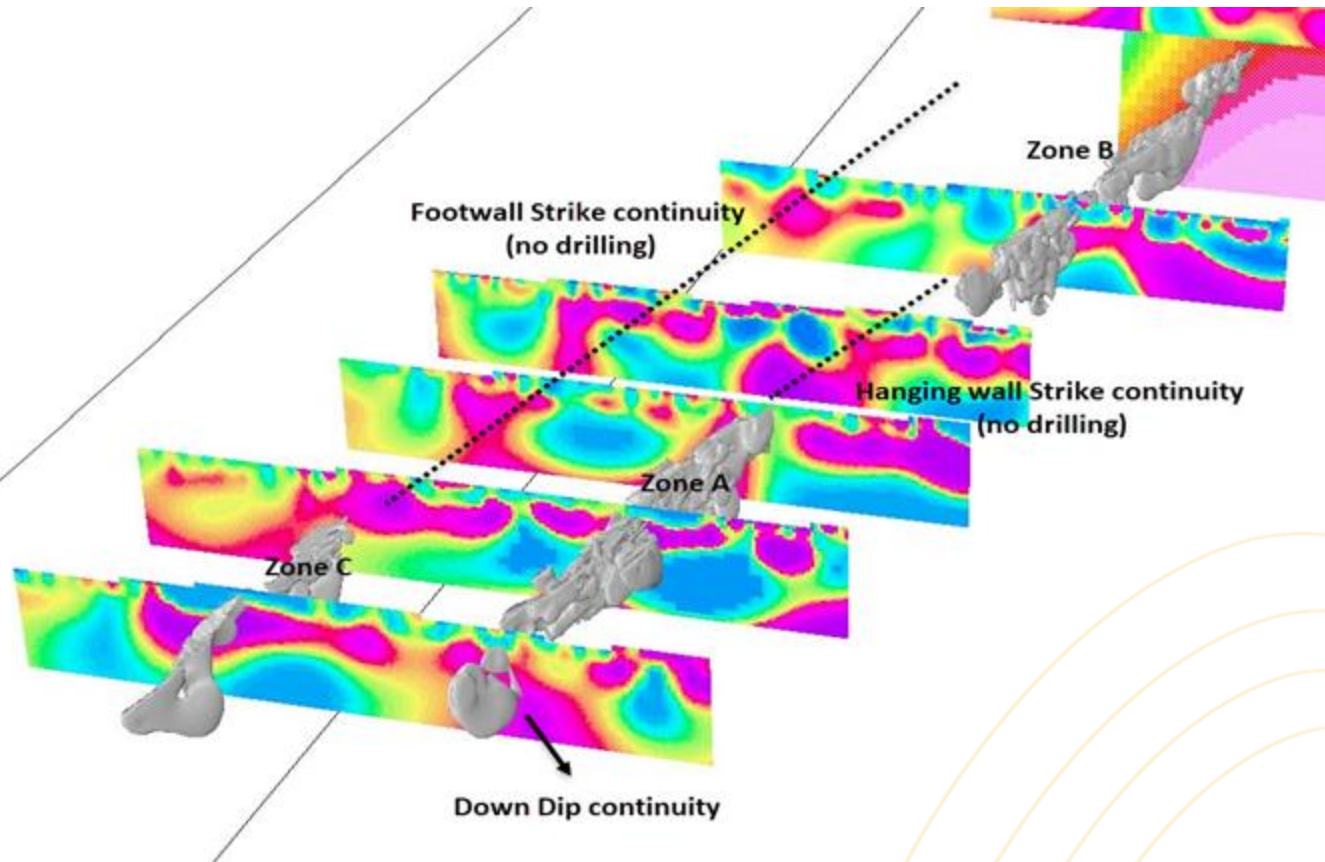 Zone B
Footwall Strike continuity
(no drilling)
Hanging wall Strike continuity
(no drilling)
Zone A
Zone C
Down Dip continuity